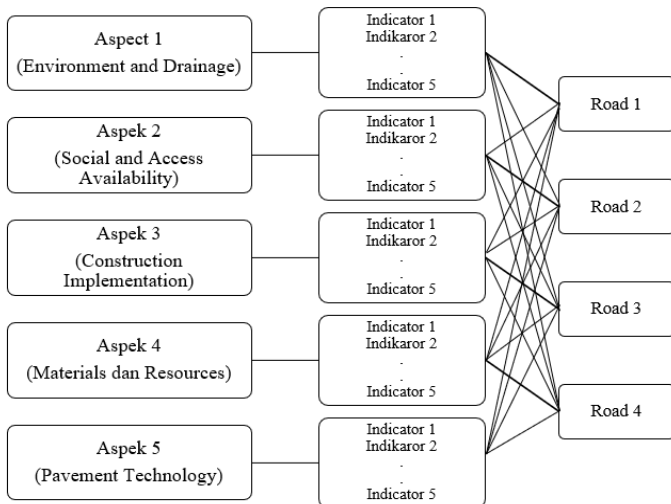 Aspect 1
(Environment and Drainage)
Indicator 1
Indikaror 2
.
.
Indicator 5
Aspek 2
(Social and Access
Availability)
Indicator 1
Indikaror 2
.
.
Indicator 5
Aspek 3
(Construction
Implementation)
Indicator 1
Indikaror 2
.
.
Indicator 5
Aspek 4
(Materials dan Resources)
Indicator 1
Indikaror 2
.
.
Indicator 5
Aspek 5
(Pavement Technology)
Indicator 1
Indikaror 2
.
.
Indicator 5
Road 1
Road 2
Road 3
Road 4